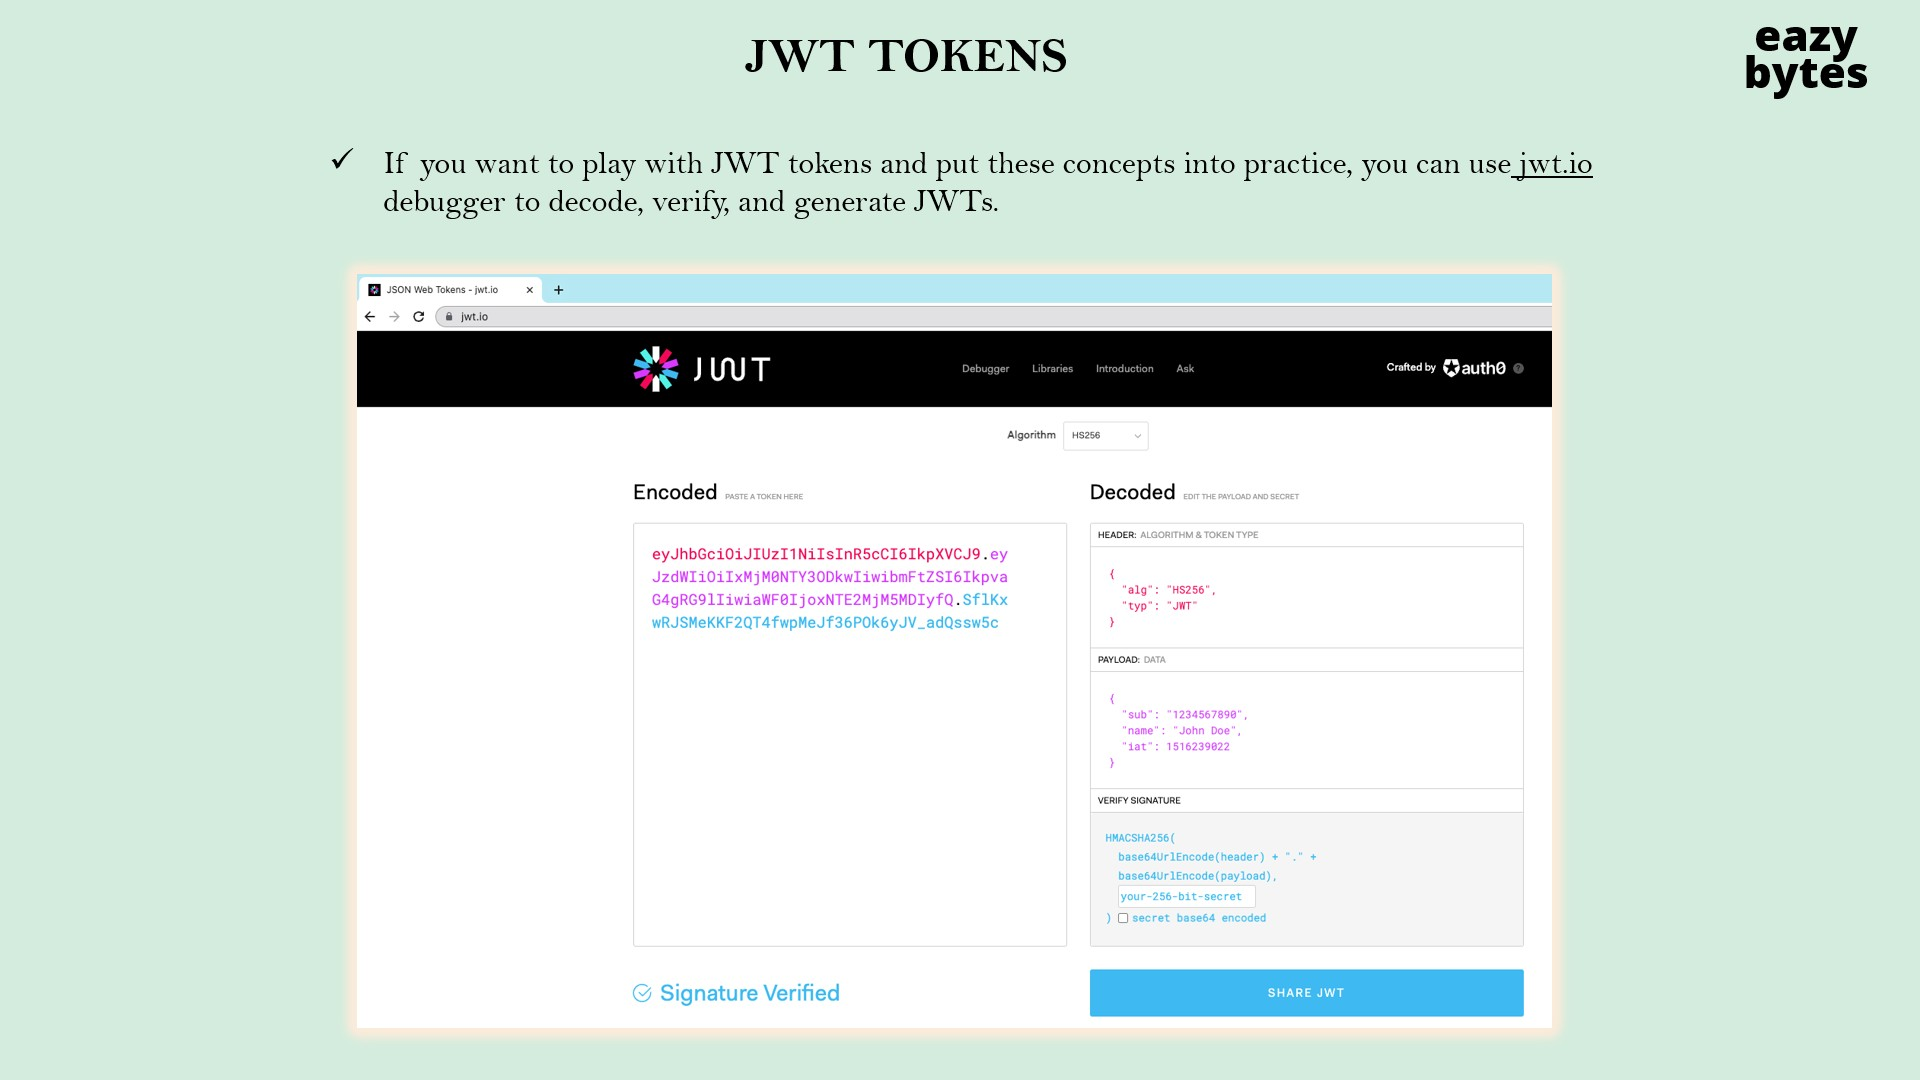 JWT TOKENS
eazy
bytes
✓ If you want to play with JWT tokens and put these concepts into practice, you can use jwt.io
debugger to decode, verify, and generate JWTs.
JSON Web Tokens - jwt.io × +
jwt.io
JWT
Debugger Libraries Introduction Ask
Crafted by auth0 ?
Algorithm HS256
Encoded PASTE A TOKEN HERE
eyJhbGciOiJIUzI1NiIsInR5cCI6IkpXVCJ9.ey
JzdWIiOiIxMjM0NTY3ODkwIiwibmFtZSI6Ikpva
G4gRG9lIiwiaWF0IjoxNTE2MjM5MDIyfQ.SflKx
wRJSMeKKF2QT4fwpMeJf36POk6yJV_adQssw5c
Signature Verified
Decoded EDIT THE PAYLOAD AND SECRET
HEADER: ALGORITHM & TOKEN TYPE
{
"alg": "HS256",
"typ": "JWT"
}
PAYLOAD: DATA
{
"sub": "1234567890",
"name": "John Doe",
"iat": 1516239022
}
VERIFY SIGNATURE
HMACSHA256(
base64UrlEncode(header) + "." +
base64UrlEncode(payload),
your-256-bit-secret
) secret base64 encoded
SHARE JWT